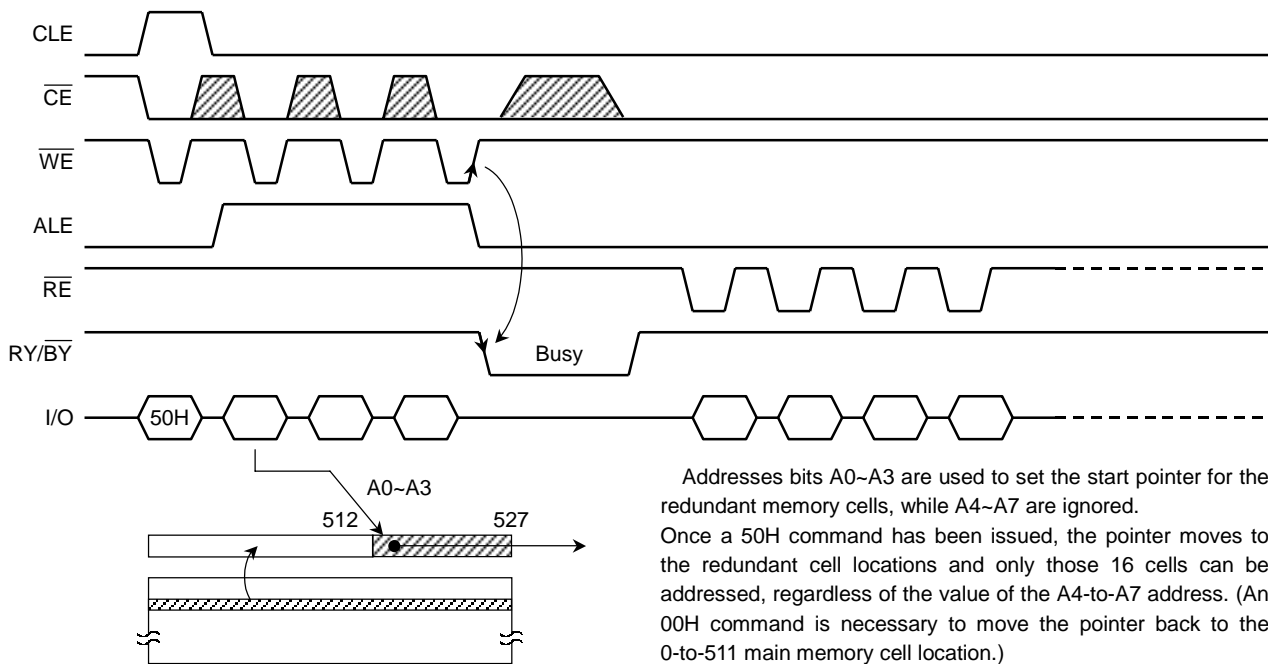 CLE
CE
WE
ALE
RE
RY/BY
Busy
I/O
50H
A0~A3
512
527
Addresses bits A0~A3 are used to set the start pointer for the
redundant memory cells, while A4~A7 are ignored.
Once a 50H command has been issued, the pointer moves to
the redundant cell locations and only those 16 cells can be
addressed, regardless of the value of the A4-to-A7 address. (An
00H command is necessary to move the pointer back to the
0-to-511 main memory cell location.)